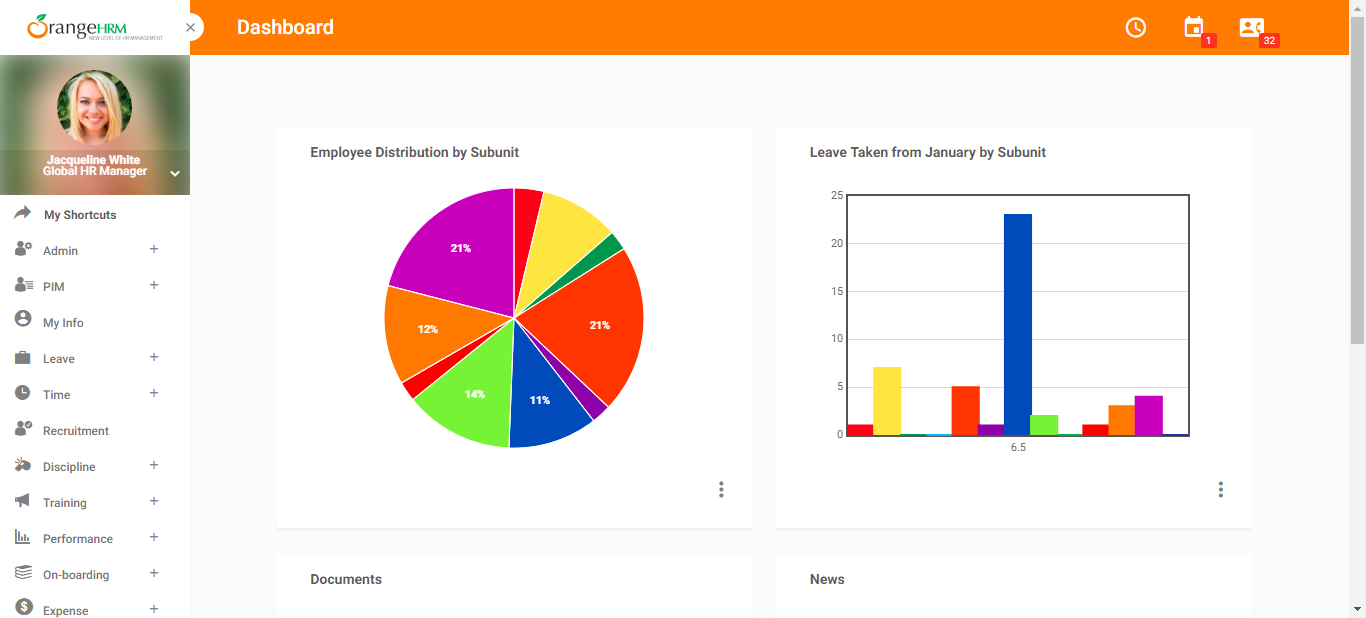 OrangeHRM
NEW LEVEL OF HR MANAGEMENT
Dashboard
1
32
Jacqueline White
Global HR Manager
My Shortcuts
Admin
PIM
My Info
Leave
Time
Recruitment
Discipline
Training
Performance
On-boarding
Expense
Employee Distribution by Subunit
21%
21%
12%
14%
11%
Leave Taken from January by Subunit
25
20
15
10
5
0
6.5
Documents
News